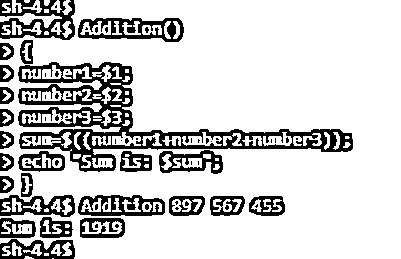 sh-4.4$
sh-4.4$ Addition()
> {
> number1=$1;
> number2=$2;
> number3=$3;
> sum=$((number1+number2+number3));
> echo "Sum is: $sum";
> }
sh-4.4$ Addition 897 567 455
Sum is: 1919
sh-4.4$